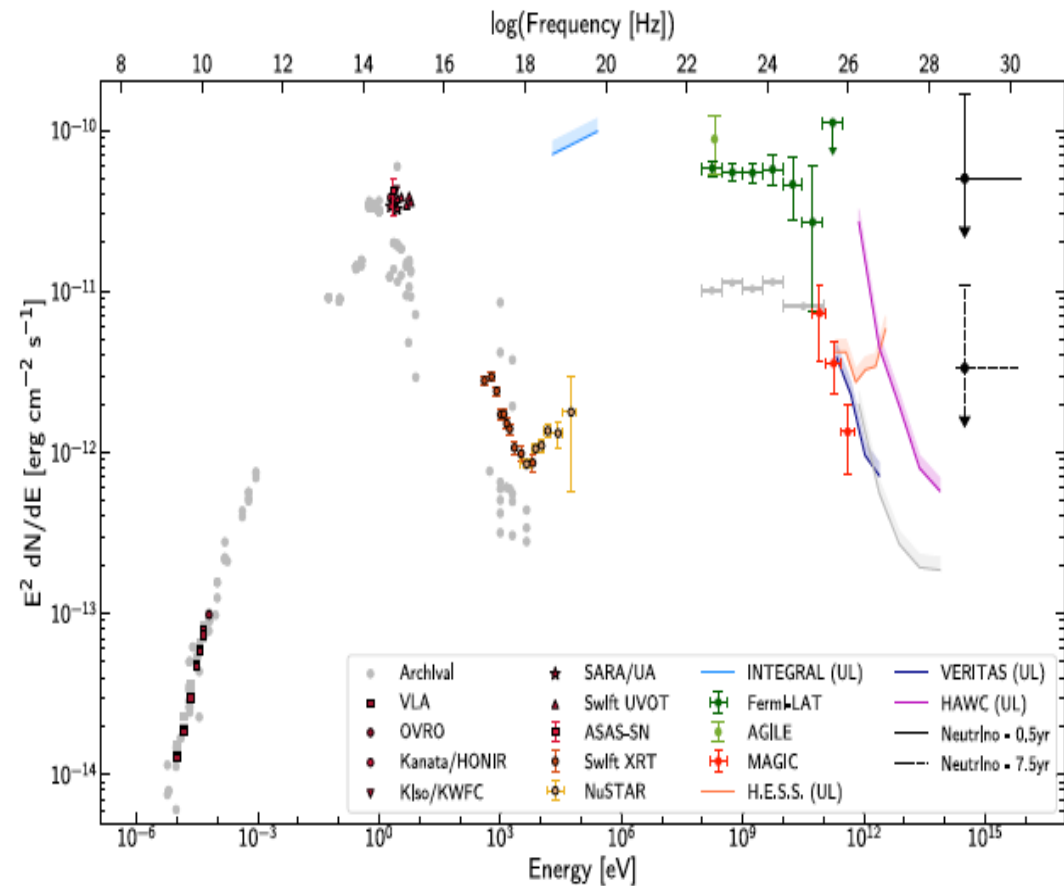 log(Frequency [Hz])
8 10 12 14 16 18 20 22 24 26 28 30
10⁻¹⁰
10⁻¹¹
10⁻¹²
10⁻¹³
10⁻¹⁴
E² dN/dE [erg cm⁻² s⁻¹]
Archival
VLA
OVRO
Kanata/HONIR
Kiso/KWFC
SARA/UA
Swift UVOT
ASAS-SN
Swift XRT
NuSTAR
INTEGRAL (UL)
Fermi-LAT
AGILE
MAGIC
H.E.S.S. (UL)
VERITAS (UL)
HAWC (UL)
Neutrino - 0.5yr
Neutrino - 7.5yr
10⁻⁶ 10⁻³ 10⁰ 10³ 10⁶ 10⁹ 10¹² 10¹⁵
Energy [eV]